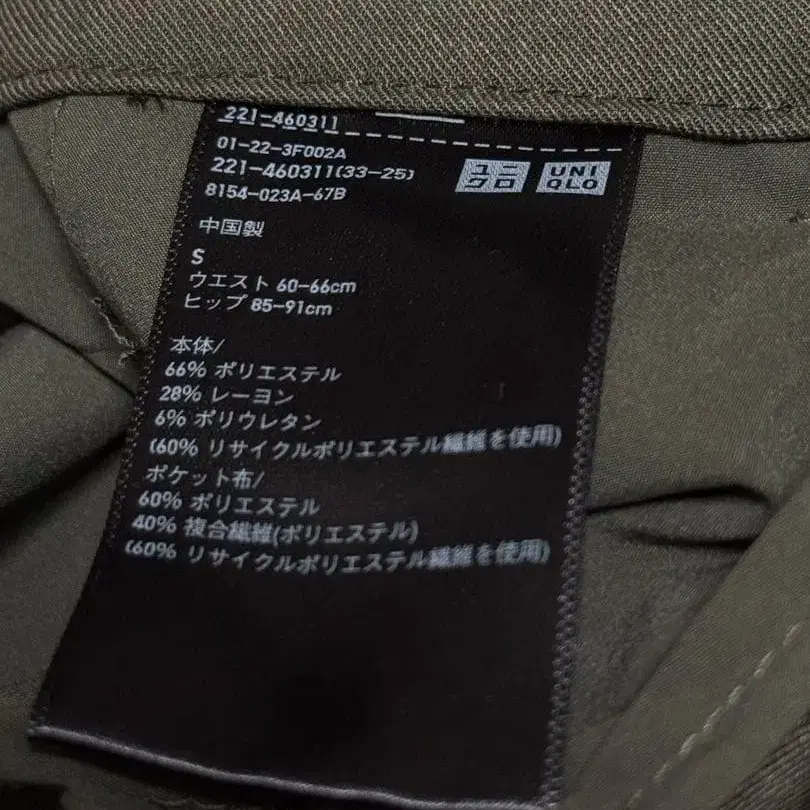 221-460311
01-22-3F002A
221-460311(33-25)
8154-023A-67B
ユニ
クロ
UNI
QLO
中国製
S
ウエスト 60-66cm
ヒップ 85-91cm
本体/
66% ポリエステル
28% レーヨン
6% ポリウレタン
(60% リサイクルポリエステル繊維を使用)
ポケット布/
60% ポリエステル
40% 複合繊維(ポリエステル)
(60% リサイクルポリエステル繊維を使用)